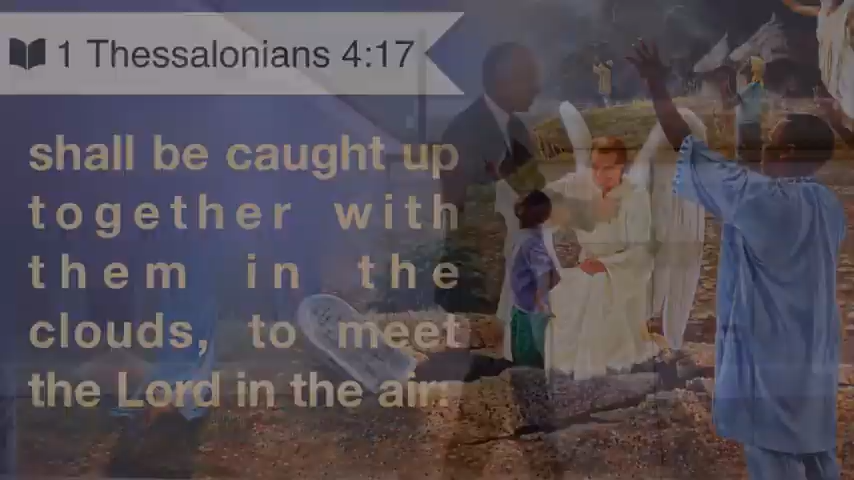 1 Thessalonians 4:17
shall be caught up
together with
them in the
clouds, to meet
the Lord in the air: